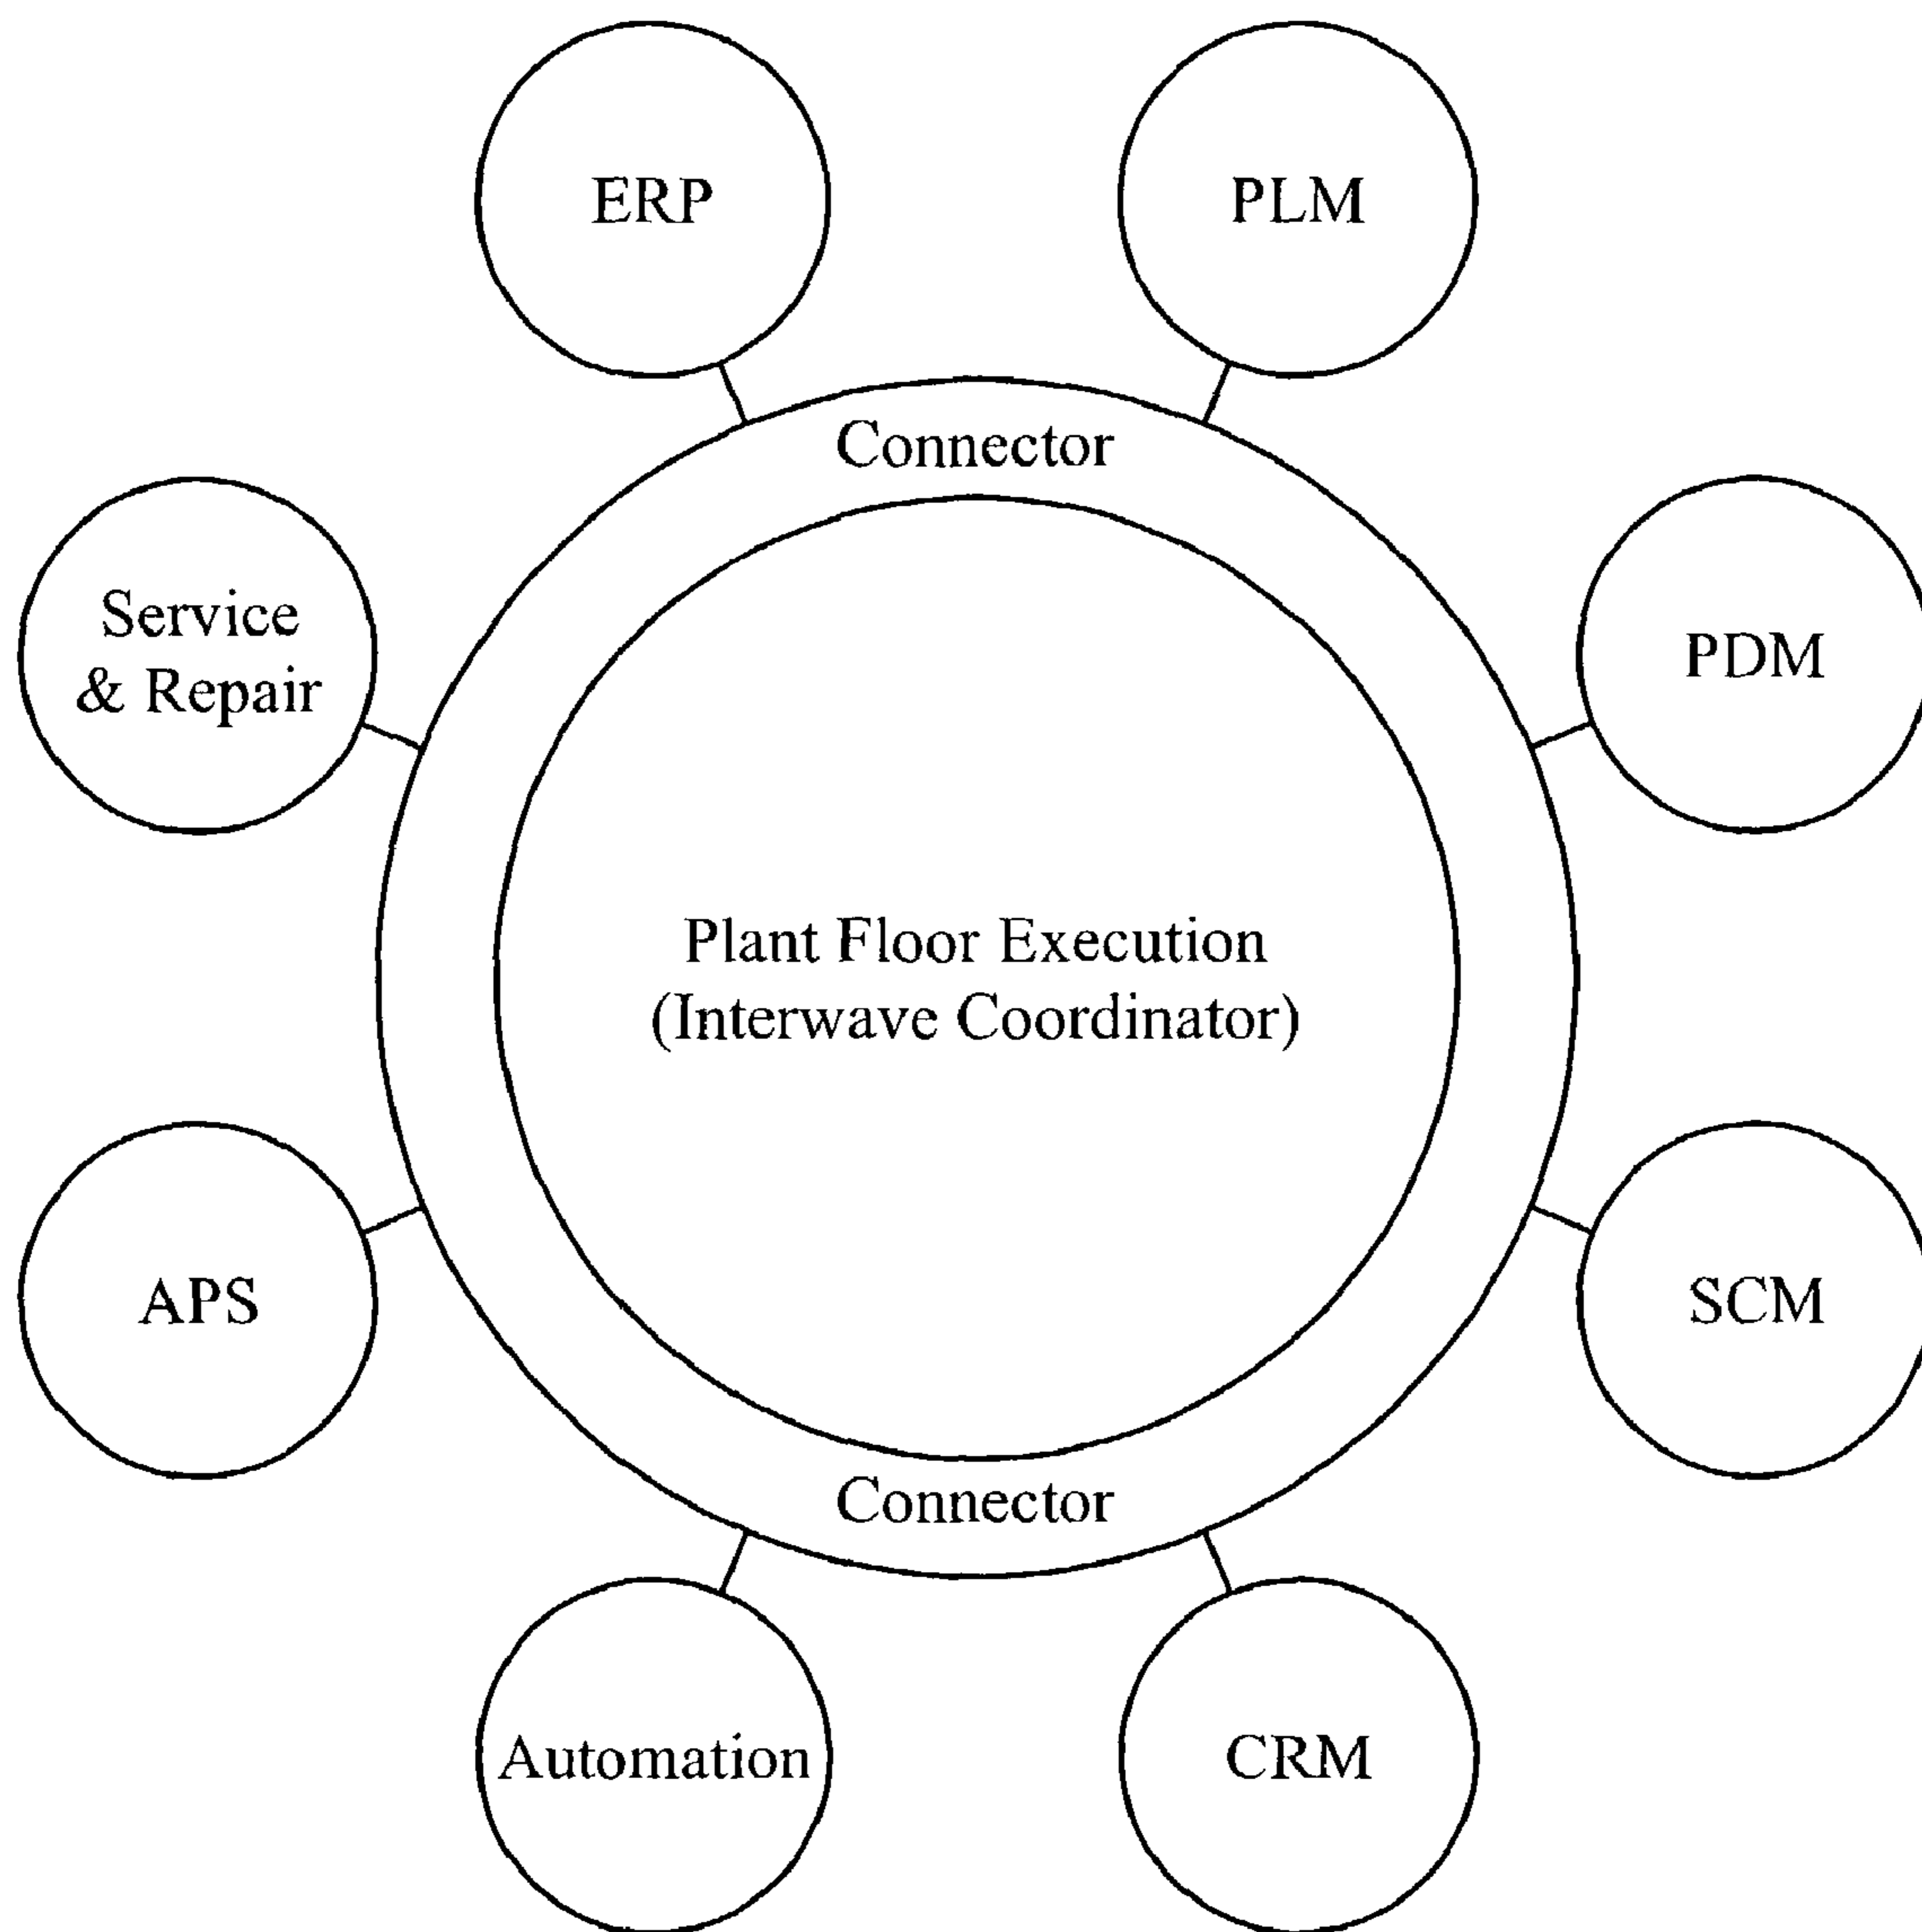 ERP
PLM
Connector
Service
& Repair
PDM
Plant Floor Execution
(Interwave Coordinator)
APS
SCM
Connector
Automation
CRM